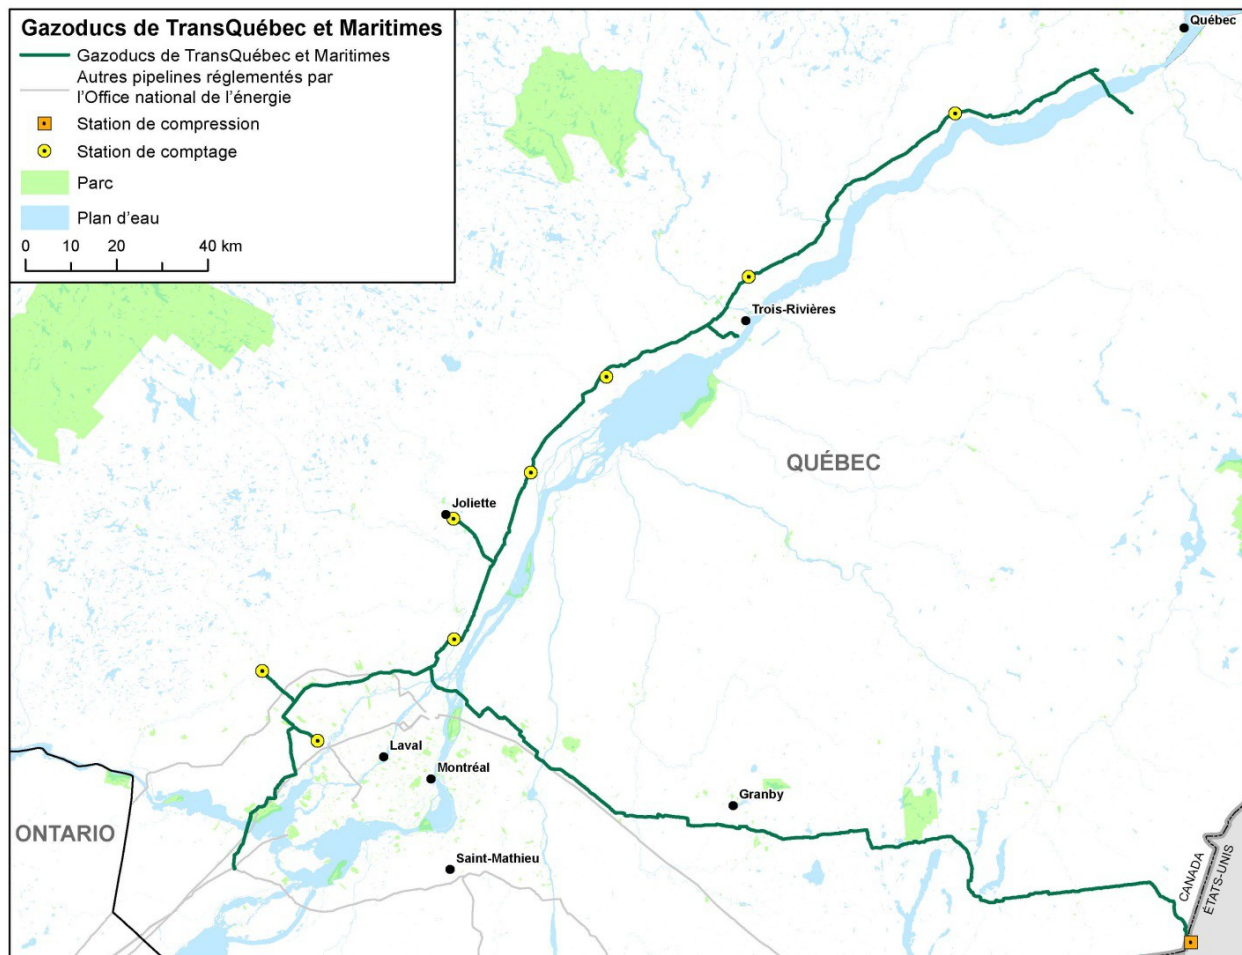 Gazoducs de TransQuébec et Maritimes
Gazoducs de TransQuébec et Maritimes
Autres pipelines réglementés par
l'Office national de l'énergie
Station de compression
Station de comptage
Parc
Plan d'eau
0 10 20 40 km
Québec
Trois-Rivières
QUÉBEC
Joliette
Laval
Montréal
Granby
ONTARIO
Saint-Mathieu
CANADA
ÉTATS-UNIS